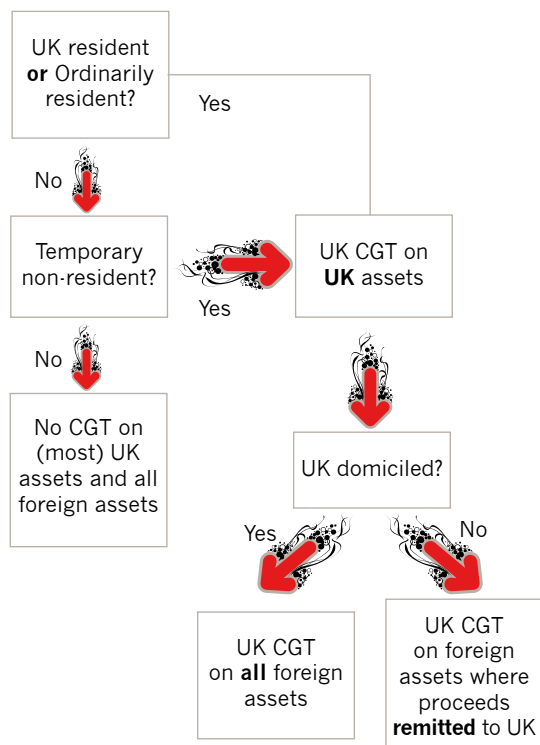 UK resident
or Ordinarily
resident?
Yes
No
Temporary
non-resident?
Yes
UK CGT on
UK assets
No
No CGT on
(most) UK
assets and all
foreign assets
UK domiciled?
Yes
No
UK CGT
on all foreign
assets
UK CGT
on foreign
assets where
proceeds
remitted to UK